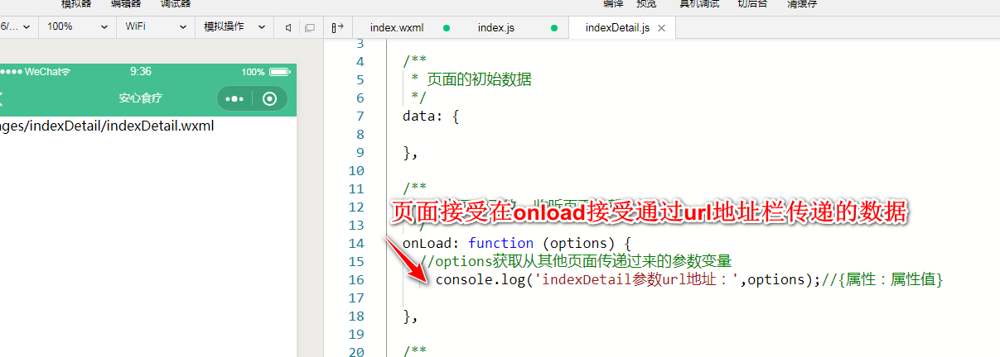 模拟器 编辑器 调试器 编译 预览 真机调试 切后台 清缓存
6/... 100% WiFi 模拟操作 index.wxml index.js indexDetail.js
WeChat 9:36 100%
安心食疗
ages/indexDetail/indexDetail.wxml
3
4 /**
5 * 页面的初始数据
6 */
7 data: {
8
9 },
10
11 /**
12
页面接受在onload接受通过url地址栏传递的数据
13 */
14 onLoad: function (options) {
15 //options获取从其他页面传递过来的参数变量
16 console.log('indexDetail参数url地址：',options);//{属性：属性值}
17
18 },
19
20 /**